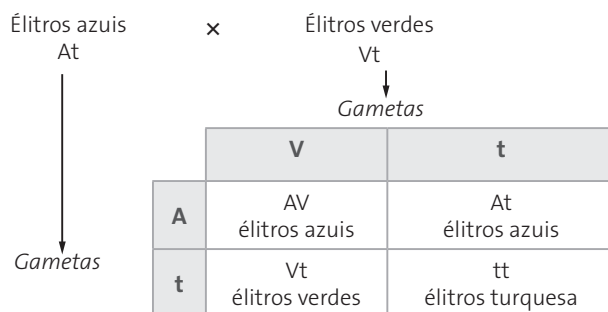 Élitros azuis × Élitros verdes
At Vt
Gametas
V t
A AV At
élitros azuis élitros azuis
Gametas
t Vt tt
élitros verdes élitros turquesa